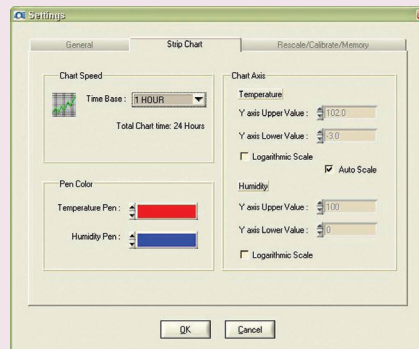 Settings
General
Strip Chart
Rescale/Calibrate/Memory
Chart Speed
Time Base : 1 HOUR
Total Chart time: 24 Hours
Pen Color
Temperature Pen :
Humidity Pen :
Chart Axis
Temperature
Y axis Upper Value : 102.0
Y axis Lower Value : -3.0
Logarithmic Scale
Auto Scale
Humidity
Y axis Upper Value : 100
Y axis Lower Value : 0
Logarithmic Scale
OK
Cancel